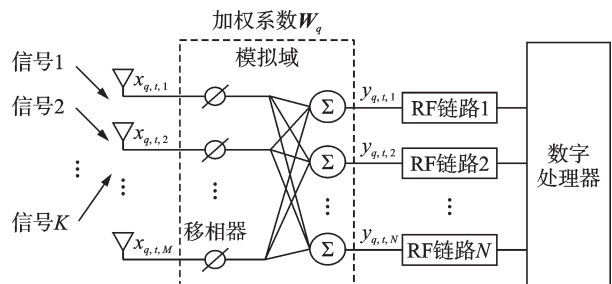 加权系数W_q
模拟域
信号1
x_{q,t,1}
Σ
y_{q,t,1}
RF链路1
信号2
x_{q,t,2}
Σ
y_{q,t,2}
RF链路2
数字
处理器
⋮
⋮
⋮
⋮
⋮
信号K
移相器
x_{q,t,M}
Σ
y_{q,t,N}
RF链路N